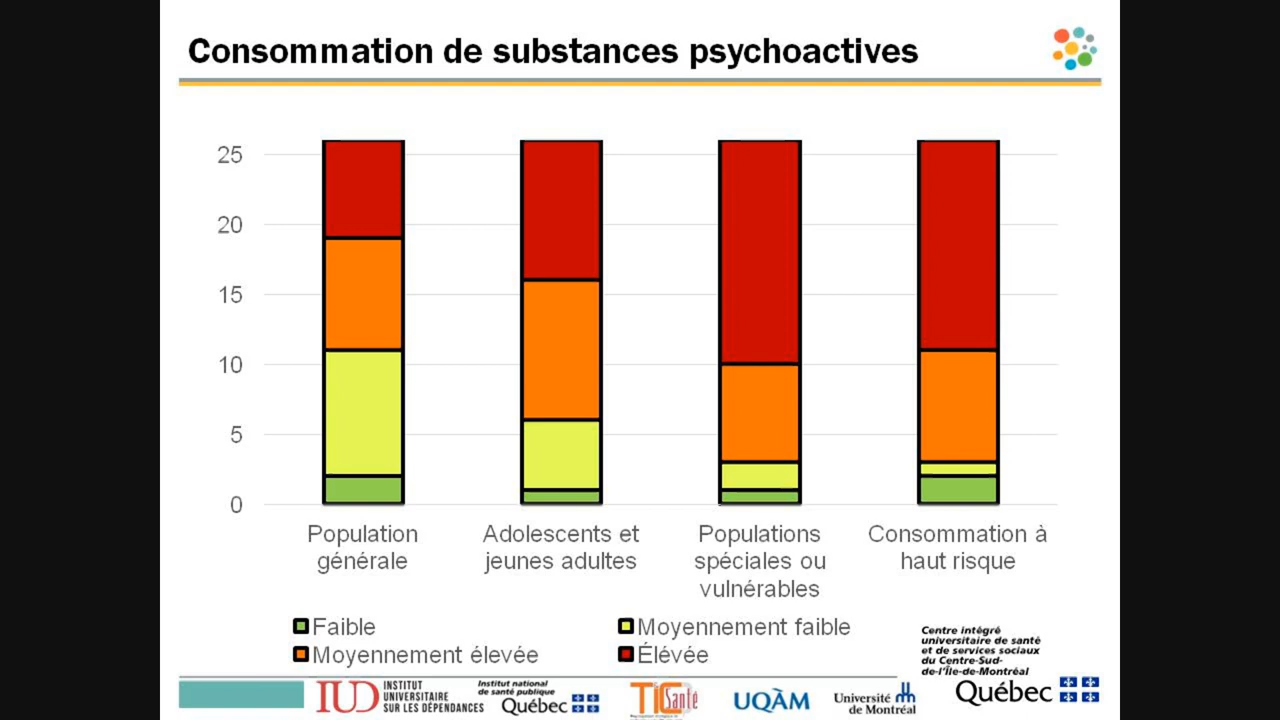 Consommation de substances psychoactives
25
20
15
10
5
0
Population
générale
Adolescents et
jeunes adultes
Populations
spéciales ou
vulnérables
Consommation à
haut risque
Faible
Moyennement faible
Moyennement élevée
Élévée
Centre intégré
universitaire de santé
et de services sociaux
du Centre-Sud-
de-l'Île-de-Montréal
Québec
IUD
INSTITUT
UNIVERSITAIRE
SUR LES DÉPENDANCES
Institut national
de santé publique
Québec
TIC Santé
UQÀM
Université
de Montréal